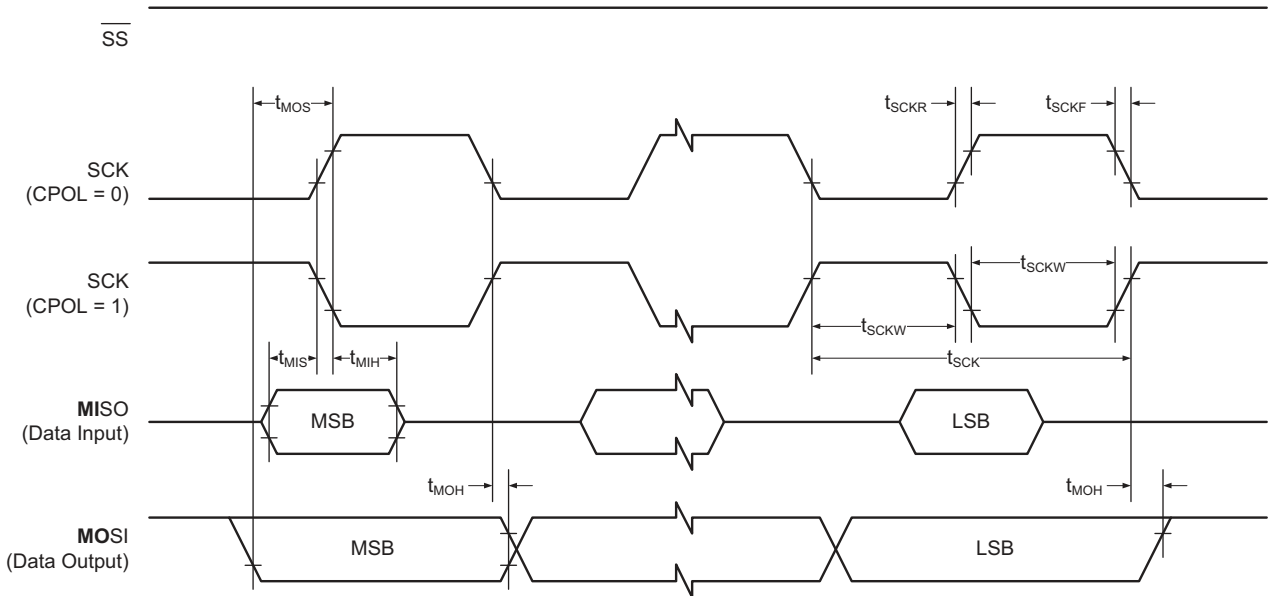 SS
tMOS
tSCKR
tSCKF
SCK
(CPOL = 0)
SCK
(CPOL = 1)
tSCKW
tSCKW
tSCK
tMIS
tMIH
MISO
(Data Input)
MSB
LSB
tMOH
tMOH
MOSI
(Data Output)
MSB
LSB